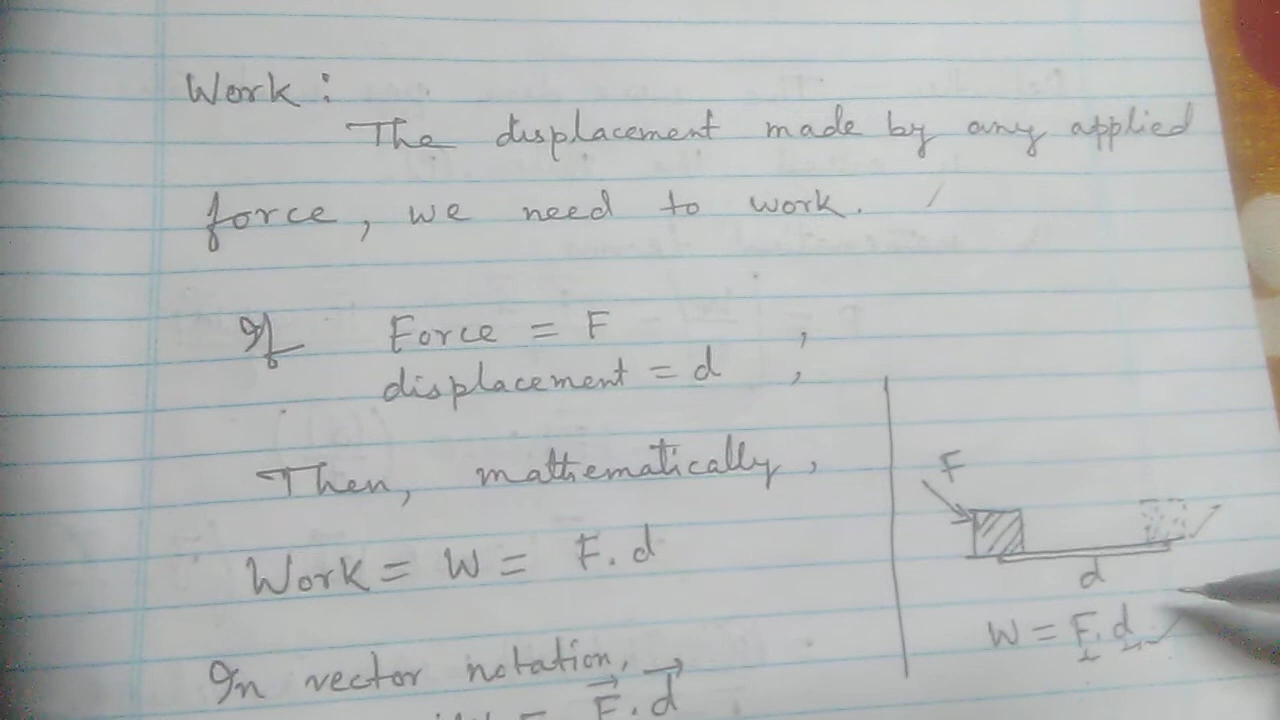 Work :
The displacement made by any applied
force, we need to work.
If Force = F ,
displacement = d ,
Then, mathematically,
Work = W = F. d
In vector notation,
W = F⃗. d⃗
F
d
W = F. d